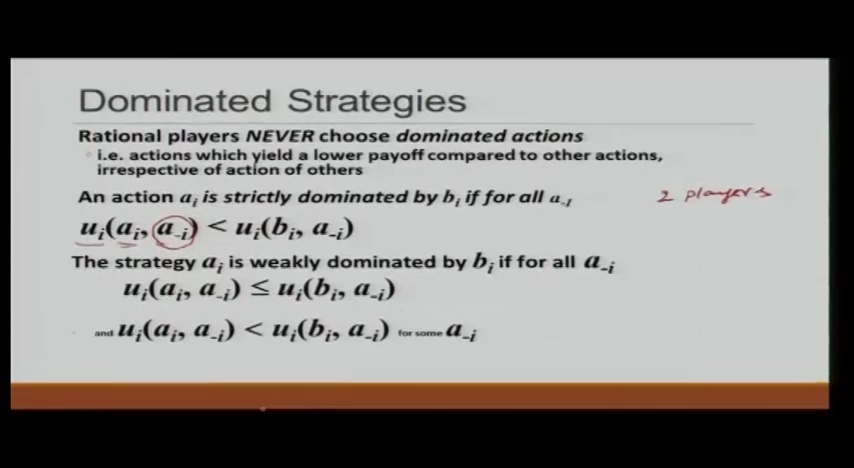 Dominated Strategies
Rational players NEVER choose dominated actions
◦ i.e. actions which yield a lower payoff compared to other actions,
irrespective of action of others
An action aᵢ is strictly dominated by bᵢ if for all a₋ᵢ
2 players
uᵢ(aᵢ, a₋ᵢ) < uᵢ(bᵢ, a₋ᵢ)
The strategy aᵢ is weakly dominated by bᵢ if for all a₋ᵢ
uᵢ(aᵢ, a₋ᵢ) ≤ uᵢ(bᵢ, a₋ᵢ)
and uᵢ(aᵢ, a₋ᵢ) < uᵢ(bᵢ, a₋ᵢ) for some a₋ᵢ